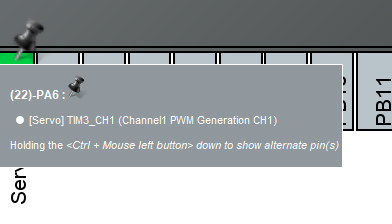 (22)-PA6 :
[Servo] TIM3_CH1 (Channel1 PWM Generation CH1)
Holding the <Ctrl + Mouse left button> down to show alternate pin(s)
PB11